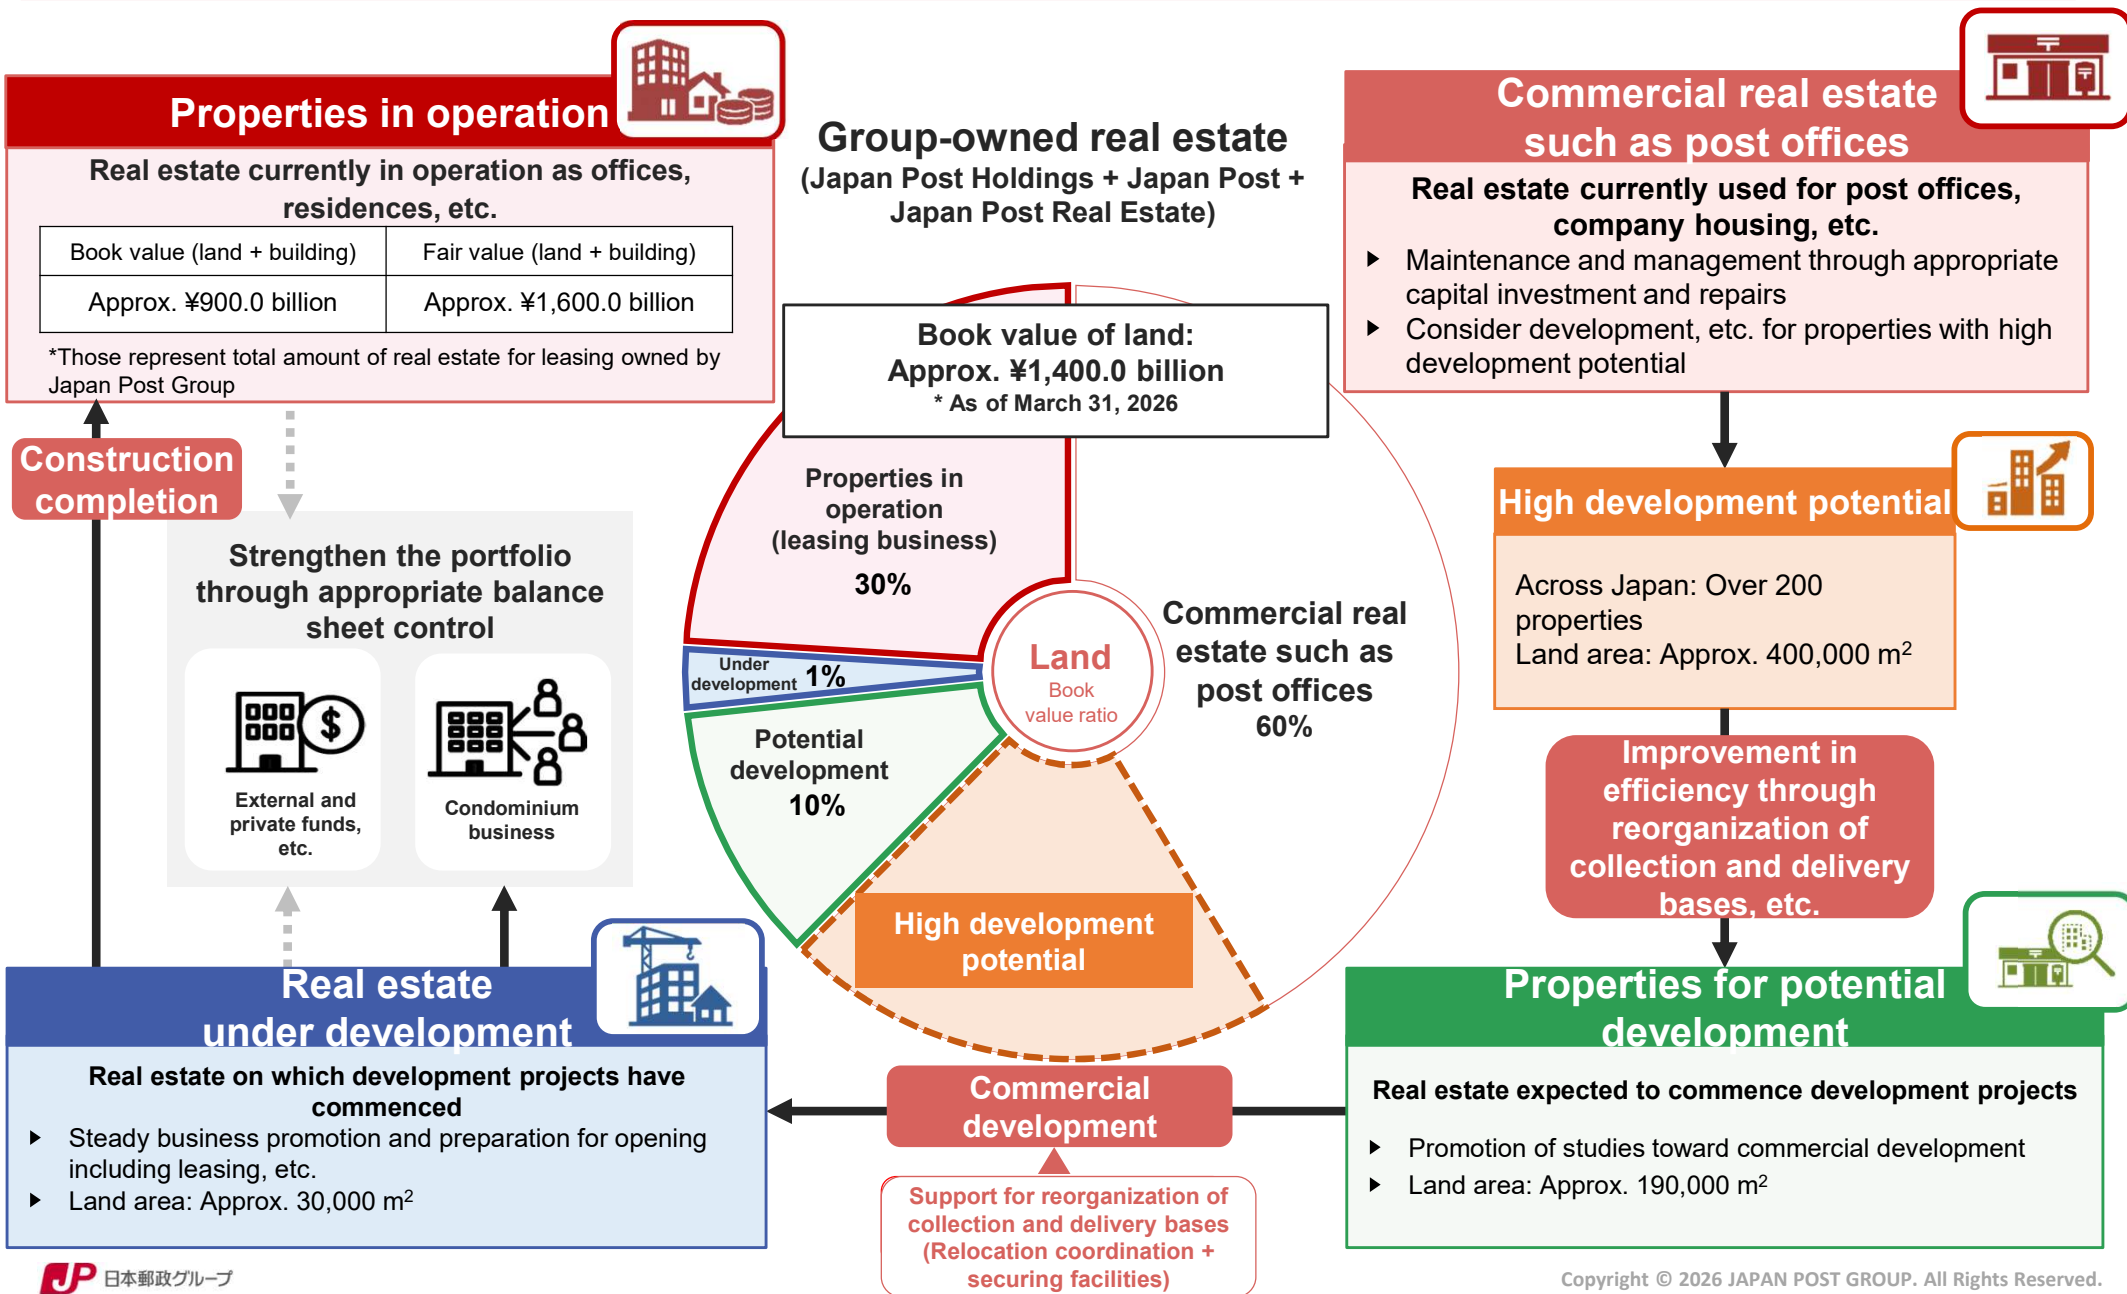 Properties in operation
Real estate currently in operation as offices,
residences, etc.
Book value (land + building)
Fair value (land + building)
Approx. ¥900.0 billion
Approx. ¥1,600.0 billion
*Those represent total amount of real estate for leasing owned by
Japan Post Group
Group-owned real estate
(Japan Post Holdings + Japan Post +
Japan Post Real Estate)
Book value of land:
Approx. ¥1,400.0 billion
* As of March 31, 2026
Commercial real estate
such as post offices
Real estate currently used for post offices,
company housing, etc.
▶ Maintenance and management through appropriate
capital investment and repairs
▶ Consider development, etc. for properties with high
development potential
Construction
completion
Strengthen the portfolio
through appropriate balance
sheet control
$
External and
private funds,
etc.
Condominium
business
Properties in
operation
(leasing business)
30%
Under
development
1%
Potential
development
10%
Land
Book
value ratio
Commercial real
estate such as
post offices
60%
High development
potential
High development potential
Across Japan: Over 200
properties
Land area: Approx. 400,000 m²
Improvement in
efficiency through
reorganization of
collection and delivery
bases, etc.
Real estate
under development
Real estate on which development projects have
commenced
▶ Steady business promotion and preparation for opening
including leasing, etc.
▶ Land area: Approx. 30,000 m²
Commercial
development
Support for reorganization of
collection and delivery bases
(Relocation coordination +
securing facilities)
Properties for potential
development
Real estate expected to commence development projects
▶ Promotion of studies toward commercial development
▶ Land area: Approx. 190,000 m²
JP 日本郵政グループ
Copyright © 2026 JAPAN POST GROUP. All Rights Reserved.